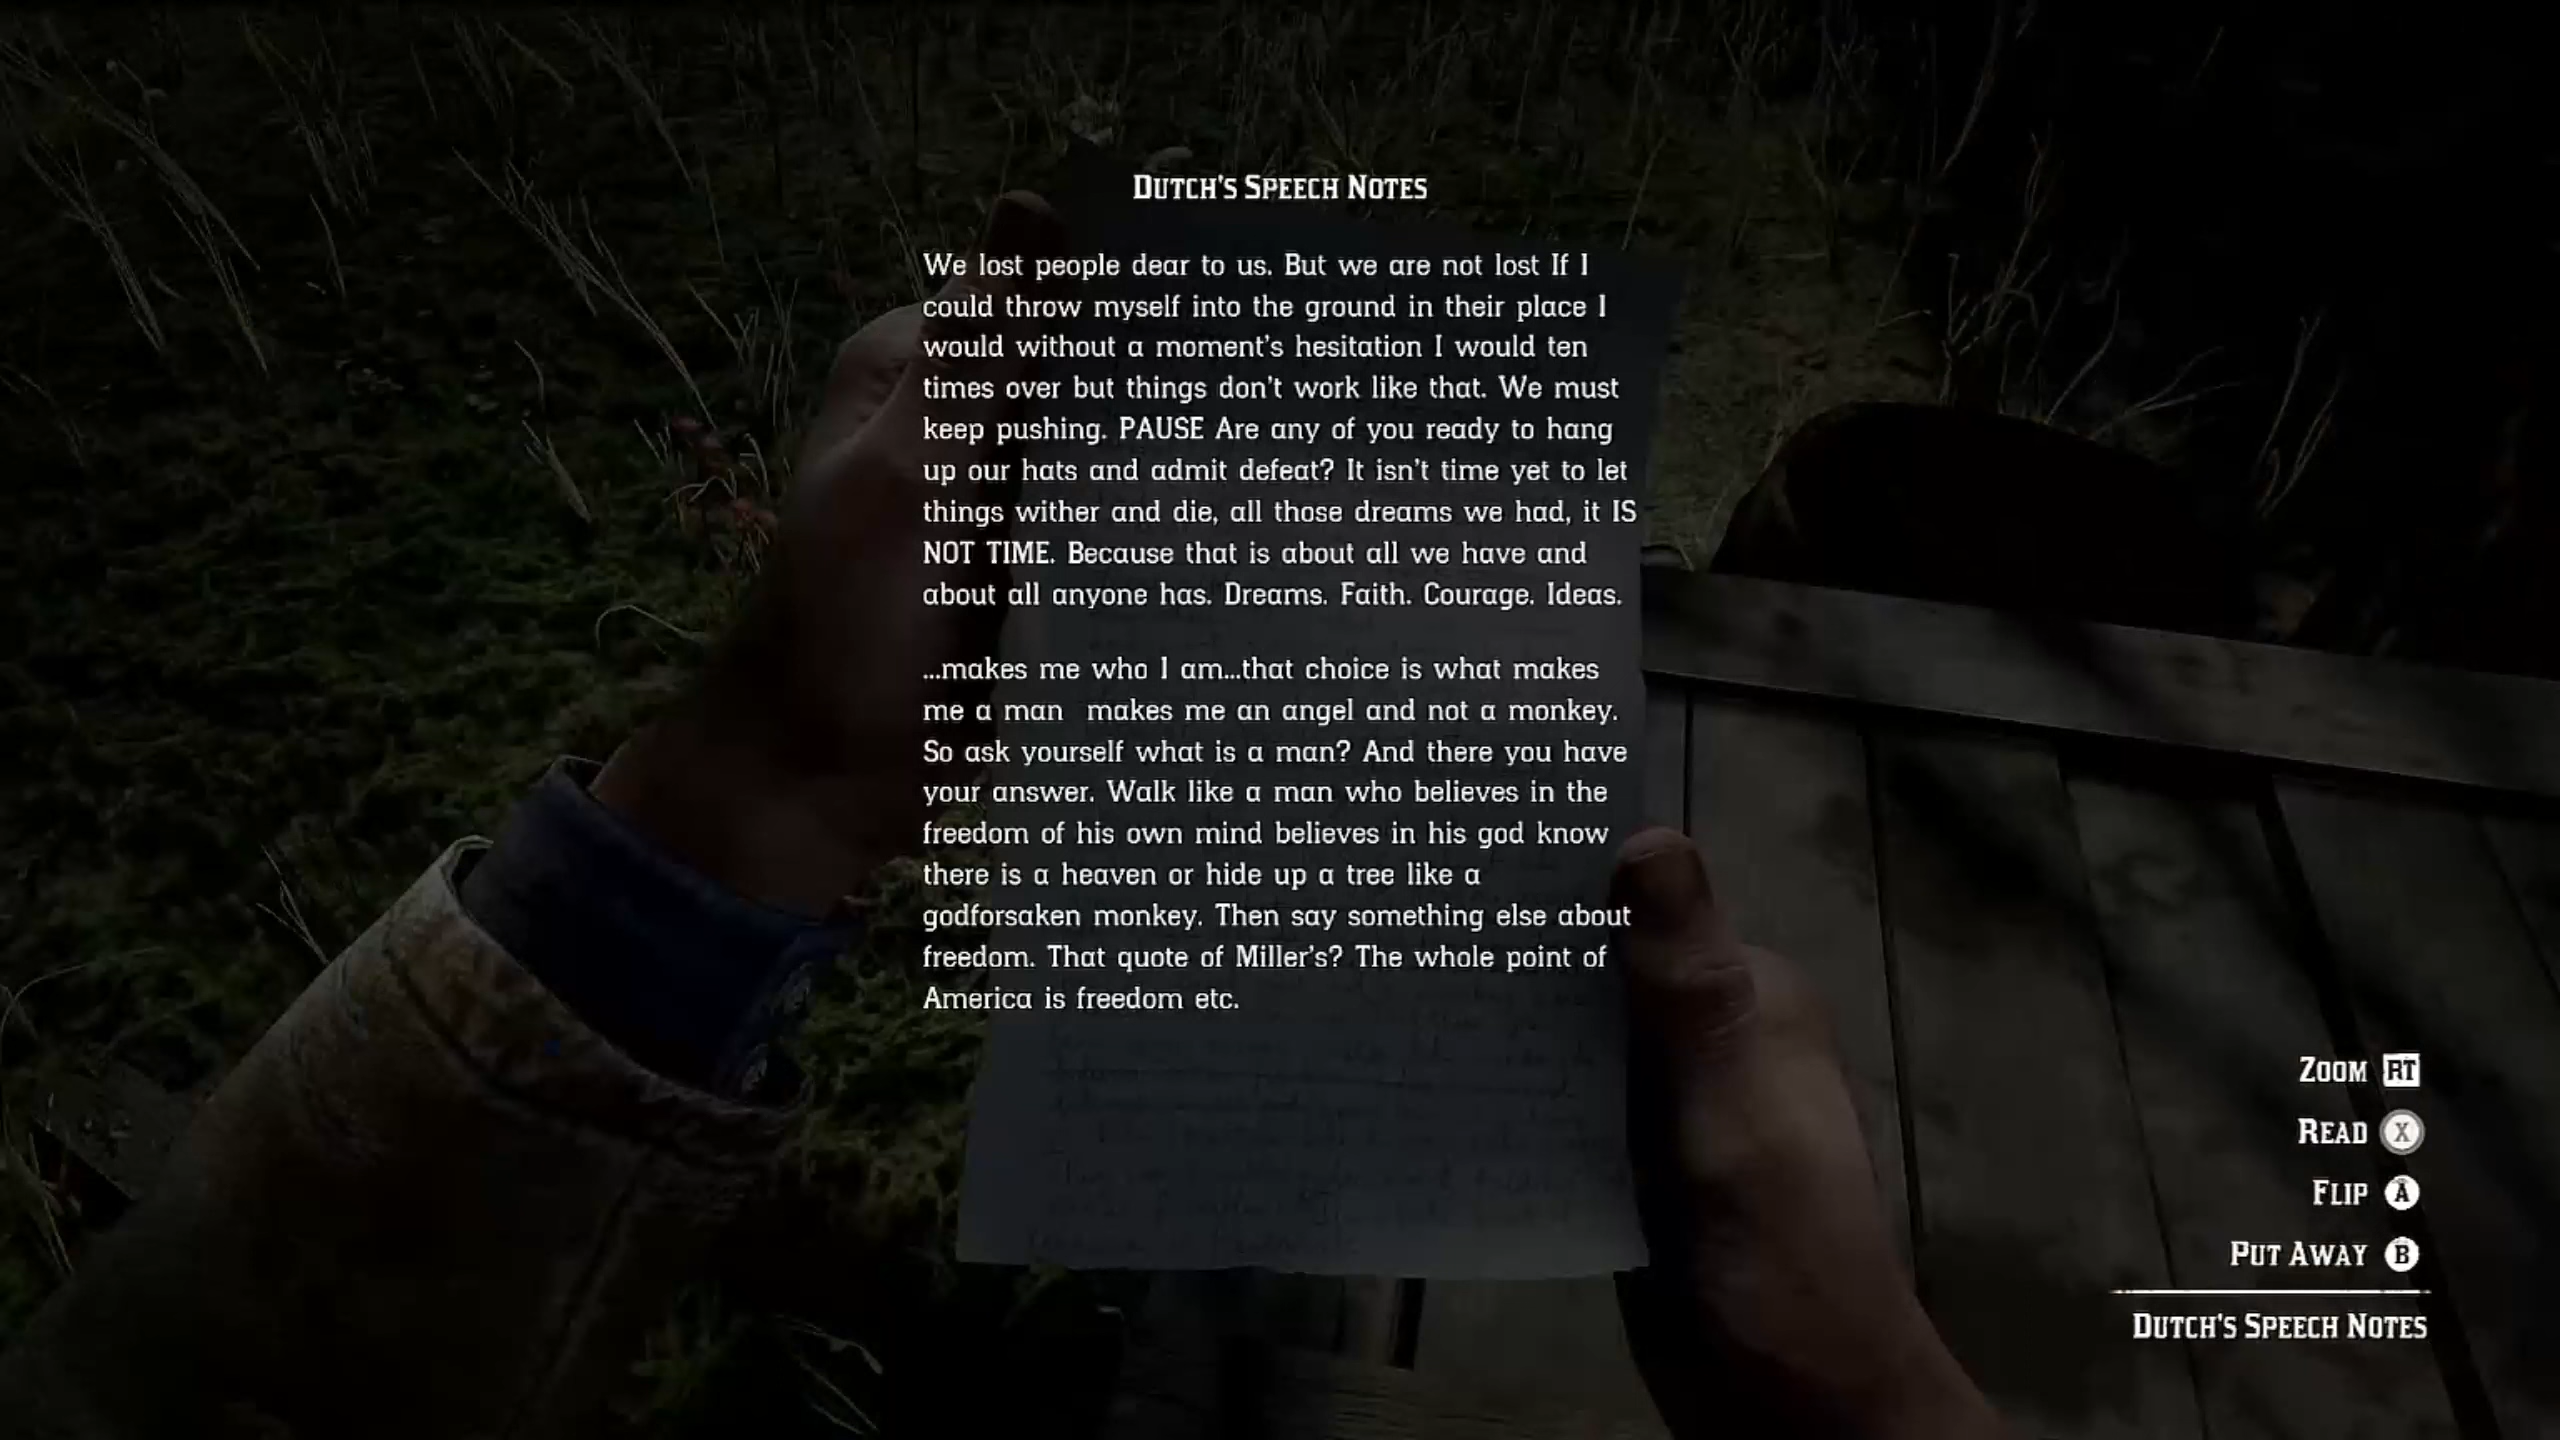 DUTCH'S SPEECH NOTES
We lost people dear to us. But we are not lost If I
could throw myself into the ground in their place I
would without a moment's hesitation I would ten
times over but things don't work like that. We must
keep pushing. PAUSE Are any of you ready to hang
up our hats and admit defeat? It isn't time yet to let
things wither and die, all those dreams we had, it IS
NOT TIME. Because that is about all we have and
about all anyone has. Dreams. Faith. Courage. Ideas.
...makes me who I am...that choice is what makes
me a man  makes me an angel and not a monkey.
So ask yourself what is a man? And there you have
your answer. Walk like a man who believes in the
freedom of his own mind believes in his god know
there is a heaven or hide up a tree like a
godforsaken monkey. Then say something else about
freedom. That quote of Miller's? The whole point of
America is freedom etc.
ZOOM RT
READ X
FLIP A
PUT AWAY B
DUTCH'S SPEECH NOTES